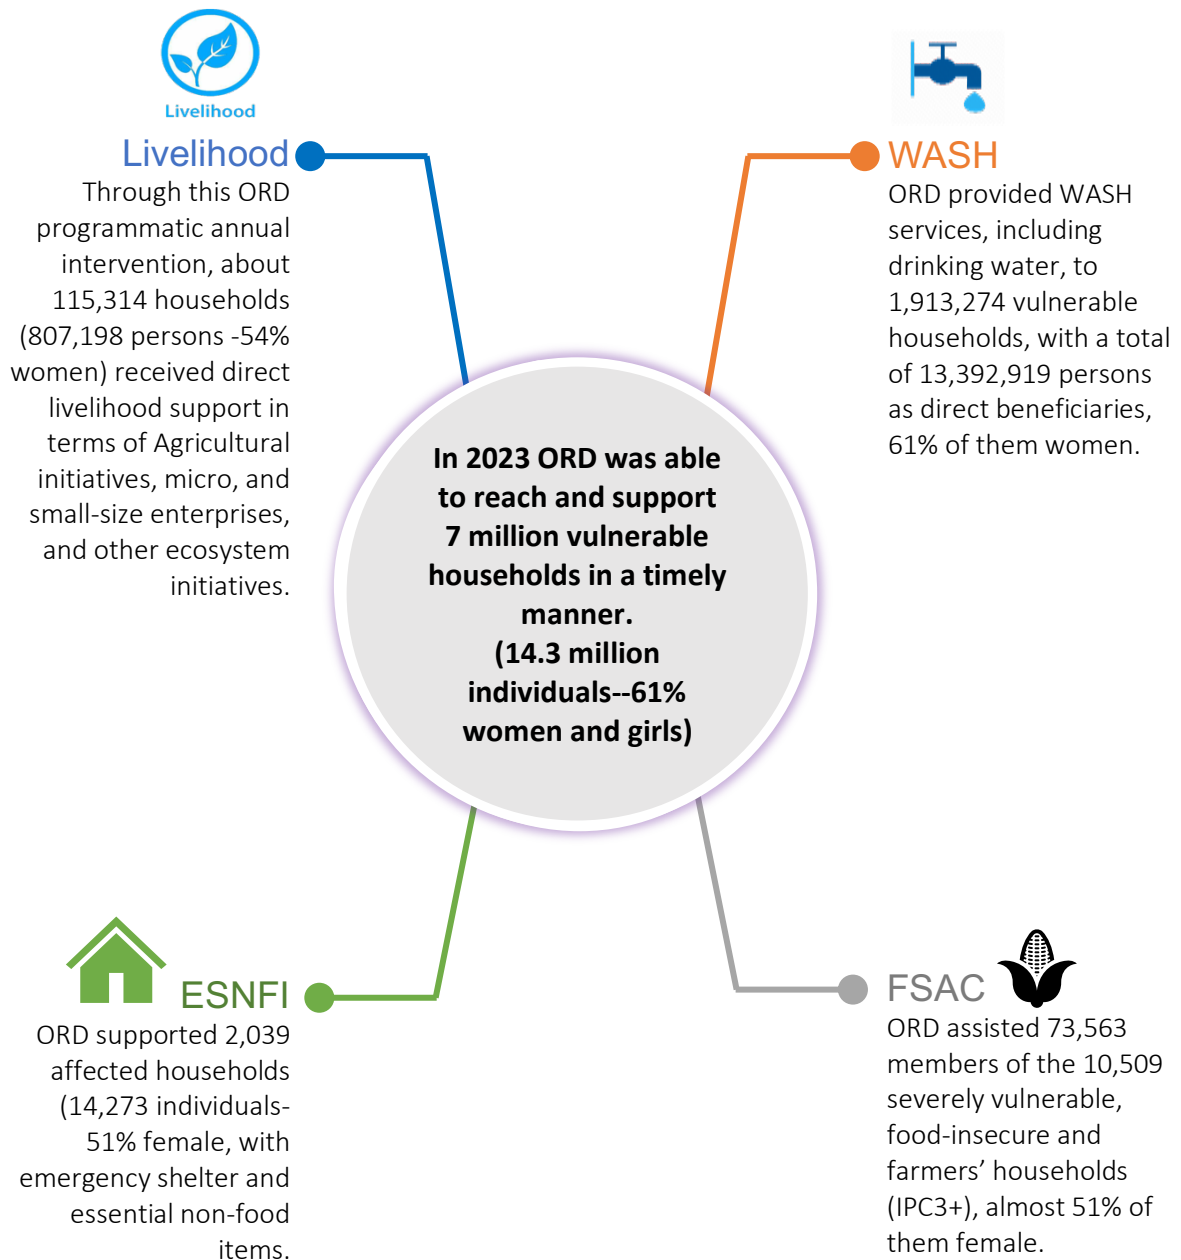 Livelihood
Livelihood
Through this ORD
programmatic annual
intervention, about
115,314 households
(807,198 persons -54%
women) received direct
livelihood support in
terms of Agricultural
initiatives, micro, and
small-size enterprises,
and other ecosystem
initiatives.
WASH
ORD provided WASH
services, including
drinking water, to
1,913,274 vulnerable
households, with a total
of 13,392,919 persons
as direct beneficiaries,
61% of them women.
In 2023 ORD was able
to reach and support
7 million vulnerable
households in a timely
manner.
(14.3 million
individuals--61%
women and girls)
ESNFI
ORD supported 2,039
affected households
(14,273 individuals-
51% female, with
emergency shelter and
essential non-food
items.
FSAC
ORD assisted 73,563
members of the 10,509
severely vulnerable,
food-insecure and
farmers’ households
(IPC3+), almost 51% of
them female.